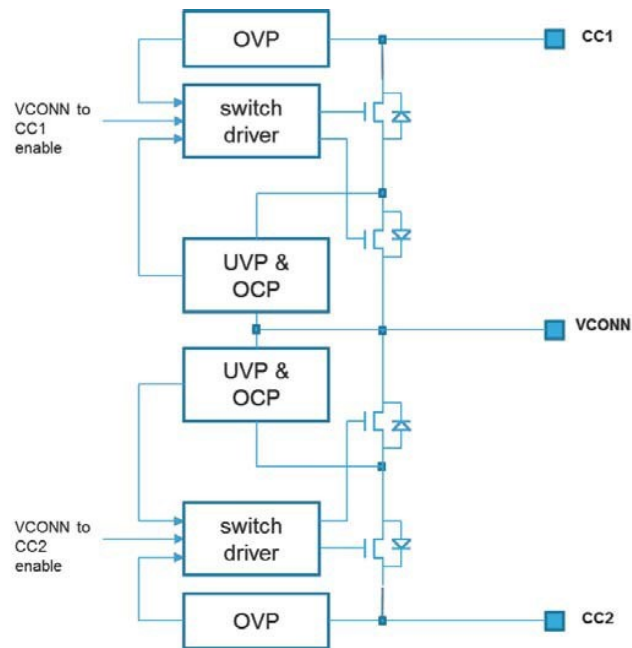 OVP
CC1
VCONN to
CC1
enable
switch
driver
UVP &
OCP
VCONN
UVP &
OCP
VCONN to
CC2
enable
switch
driver
OVP
CC2